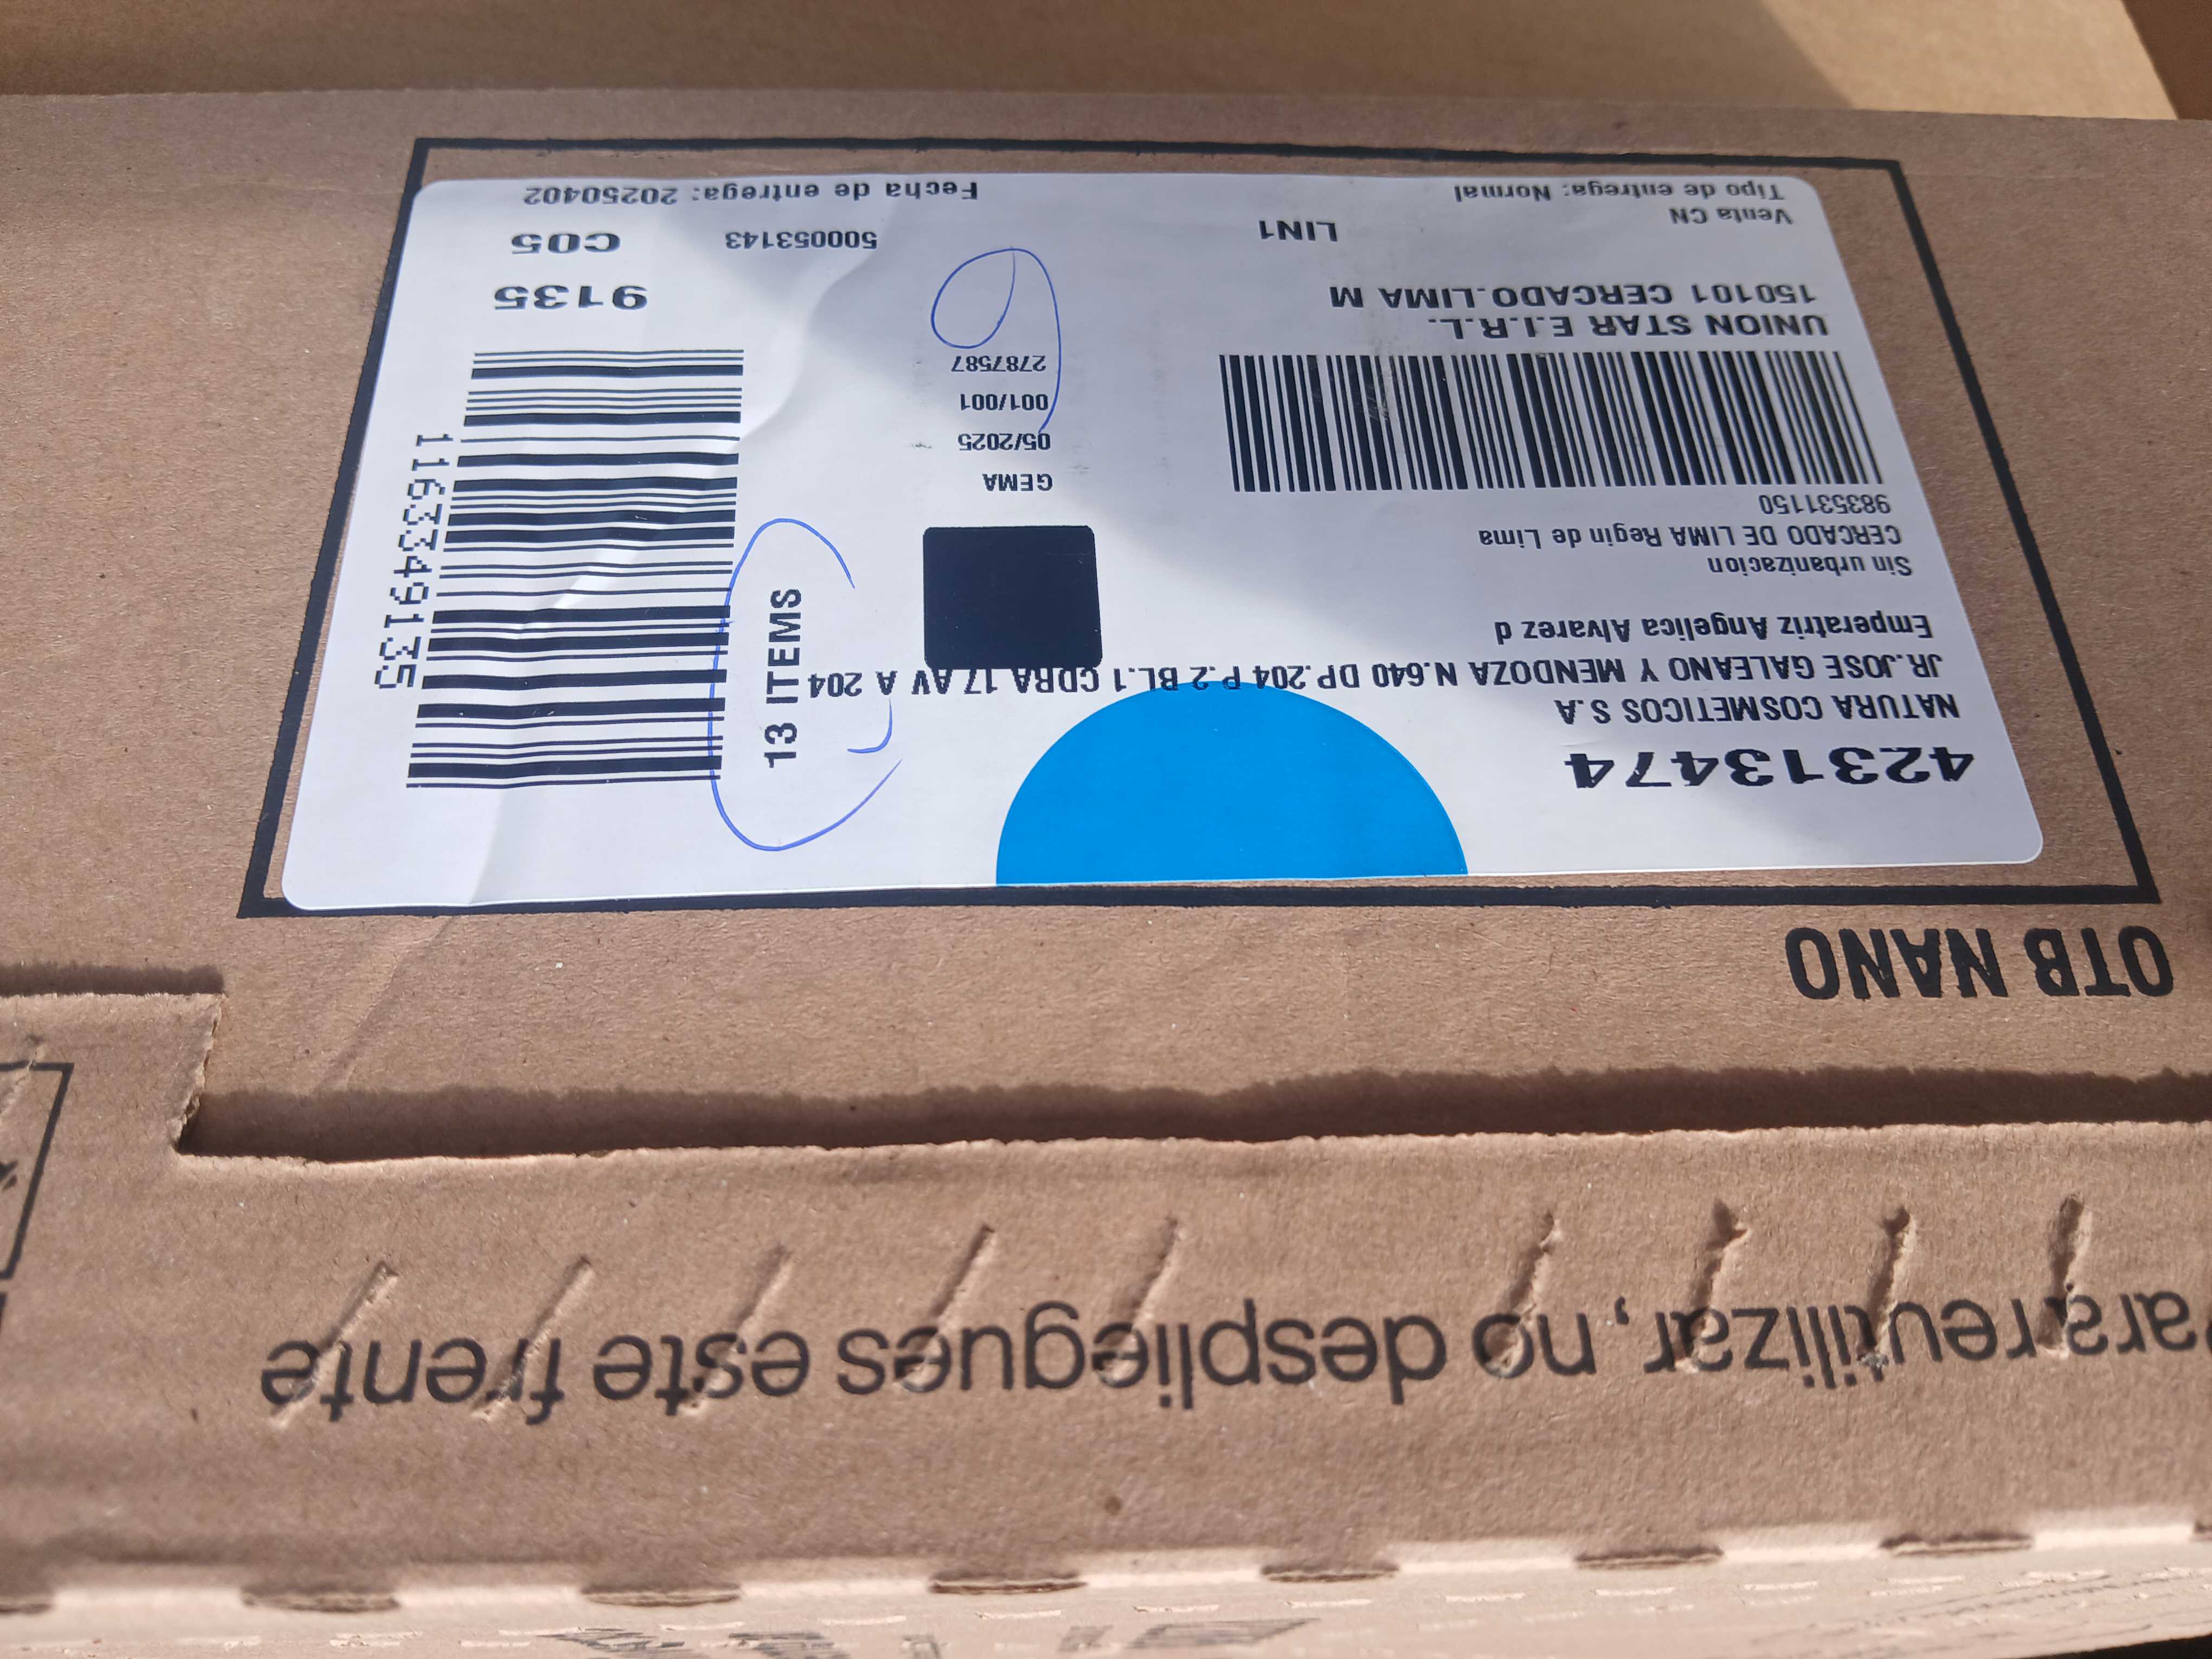 42313474
NATURA COSMETICOS S.A
JR.JOSE GALEANO Y MENDOZA N.640 DP.204 P.2 BL.1 CDRA 17 AV A 204
Emperatriz Angelica Alvarez d
Sin urbanizacion
CERCADO DE LIMA Regin de Lima
983531150
UNION STAR E.I.R.L.
150101 CERCADO.LIMA M
LIN1
Venta CN
Tipo de entrega: Normal
GEMA
05/2025
001/001
2787587
13 ITEMS
1163349135
9135
500053143
C05
Fecha de entrega: 20250402
OTB NANO
ara reutilizar, no despliegues este frente